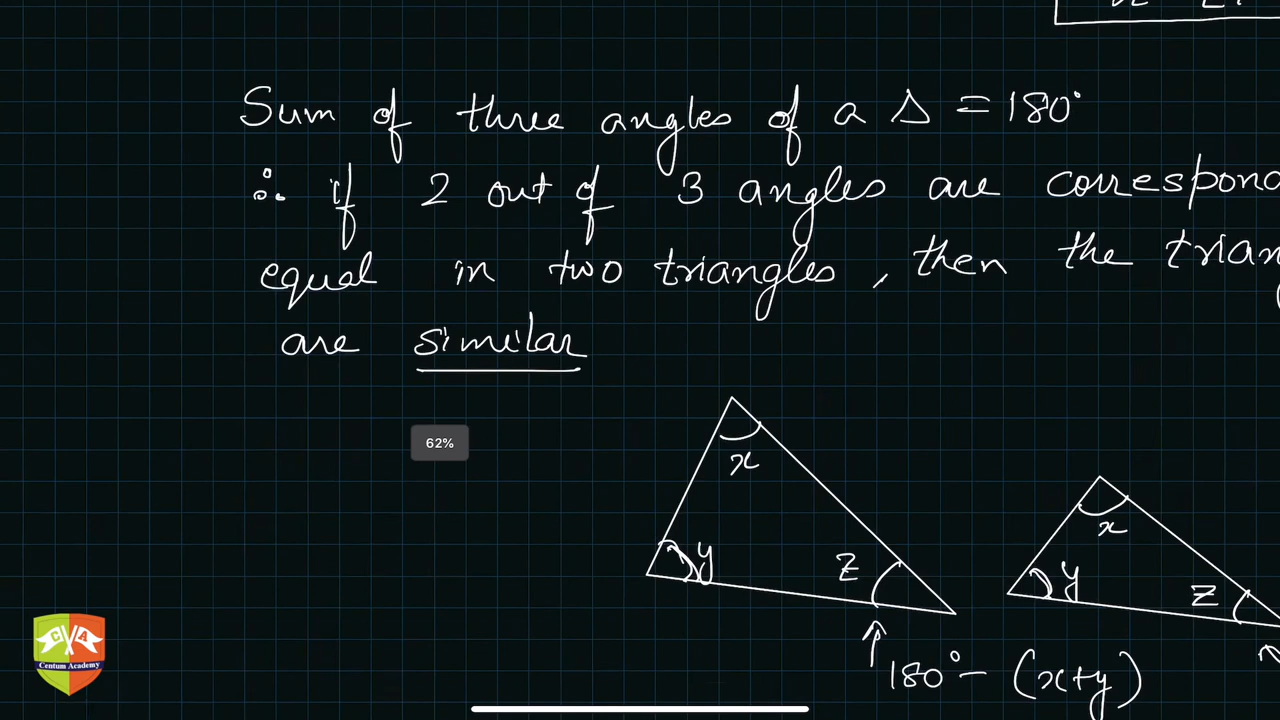 Sum of three angles of a Δ = 180°
∴ if 2 out of 3 angles are correspond
equal in two triangles, then the trian
are similar
62%
x
x
y
z
y
z
180° - (x+y)
C A
Centum Academy